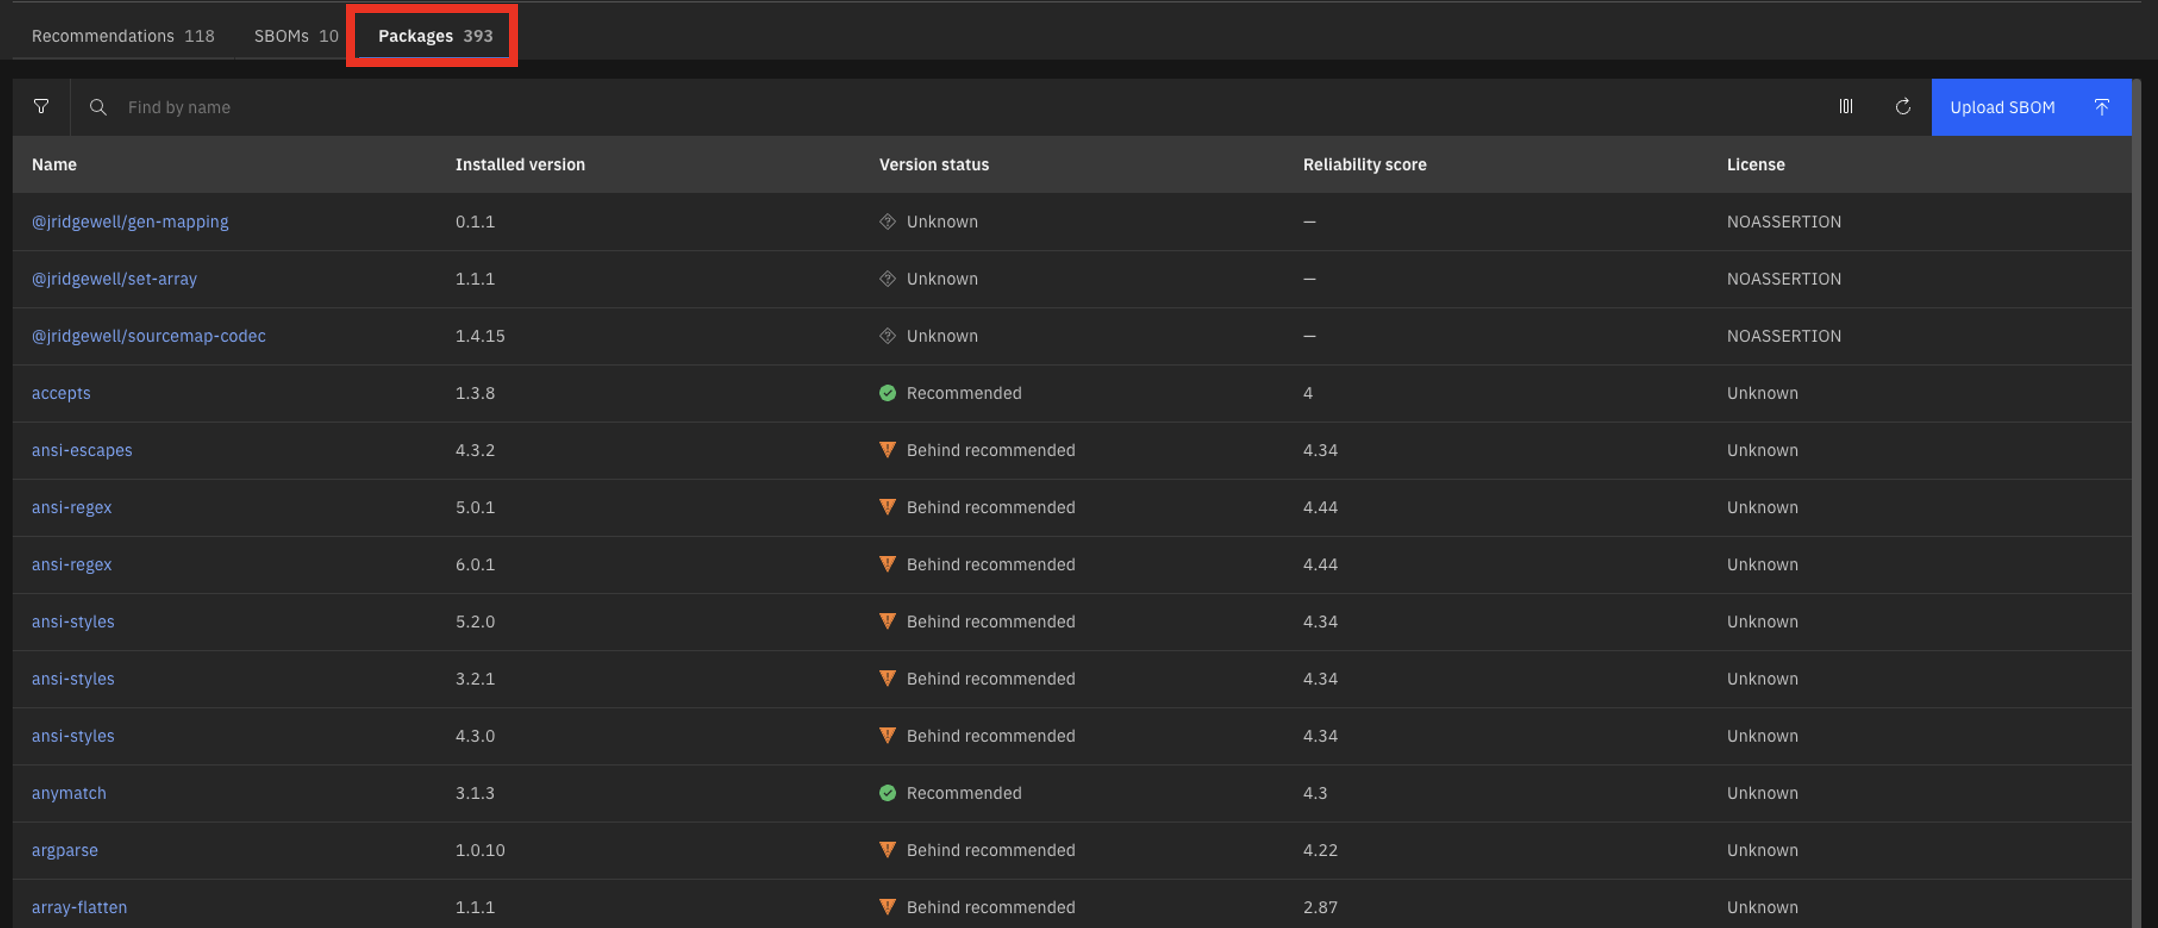 Recommendations 118 SBOMs 10 Packages 393
Find by name Upload SBOM
Name Installed version Version status Reliability score License
@jridgewell/gen-mapping 0.1.1 Unknown — NOASSERTION
@jridgewell/set-array 1.1.1 Unknown — NOASSERTION
@jridgewell/sourcemap-codec 1.4.15 Unknown — NOASSERTION
accepts 1.3.8 Recommended 4 Unknown
ansi-escapes 4.3.2 Behind recommended 4.34 Unknown
ansi-regex 5.0.1 Behind recommended 4.44 Unknown
ansi-regex 6.0.1 Behind recommended 4.44 Unknown
ansi-styles 5.2.0 Behind recommended 4.34 Unknown
ansi-styles 3.2.1 Behind recommended 4.34 Unknown
ansi-styles 4.3.0 Behind recommended 4.34 Unknown
anymatch 3.1.3 Recommended 4.3 Unknown
argparse 1.0.10 Behind recommended 4.22 Unknown
array-flatten 1.1.1 Behind recommended 2.87 Unknown